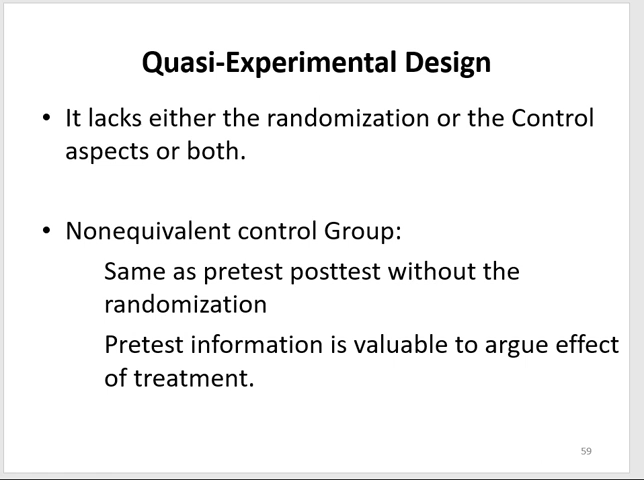 Quasi-Experimental Design
• It lacks either the randomization or the Control
aspects or both.
• Nonequivalent control Group:
Same as pretest posttest without the
randomization
Pretest information is valuable to argue effect
of treatment.
59